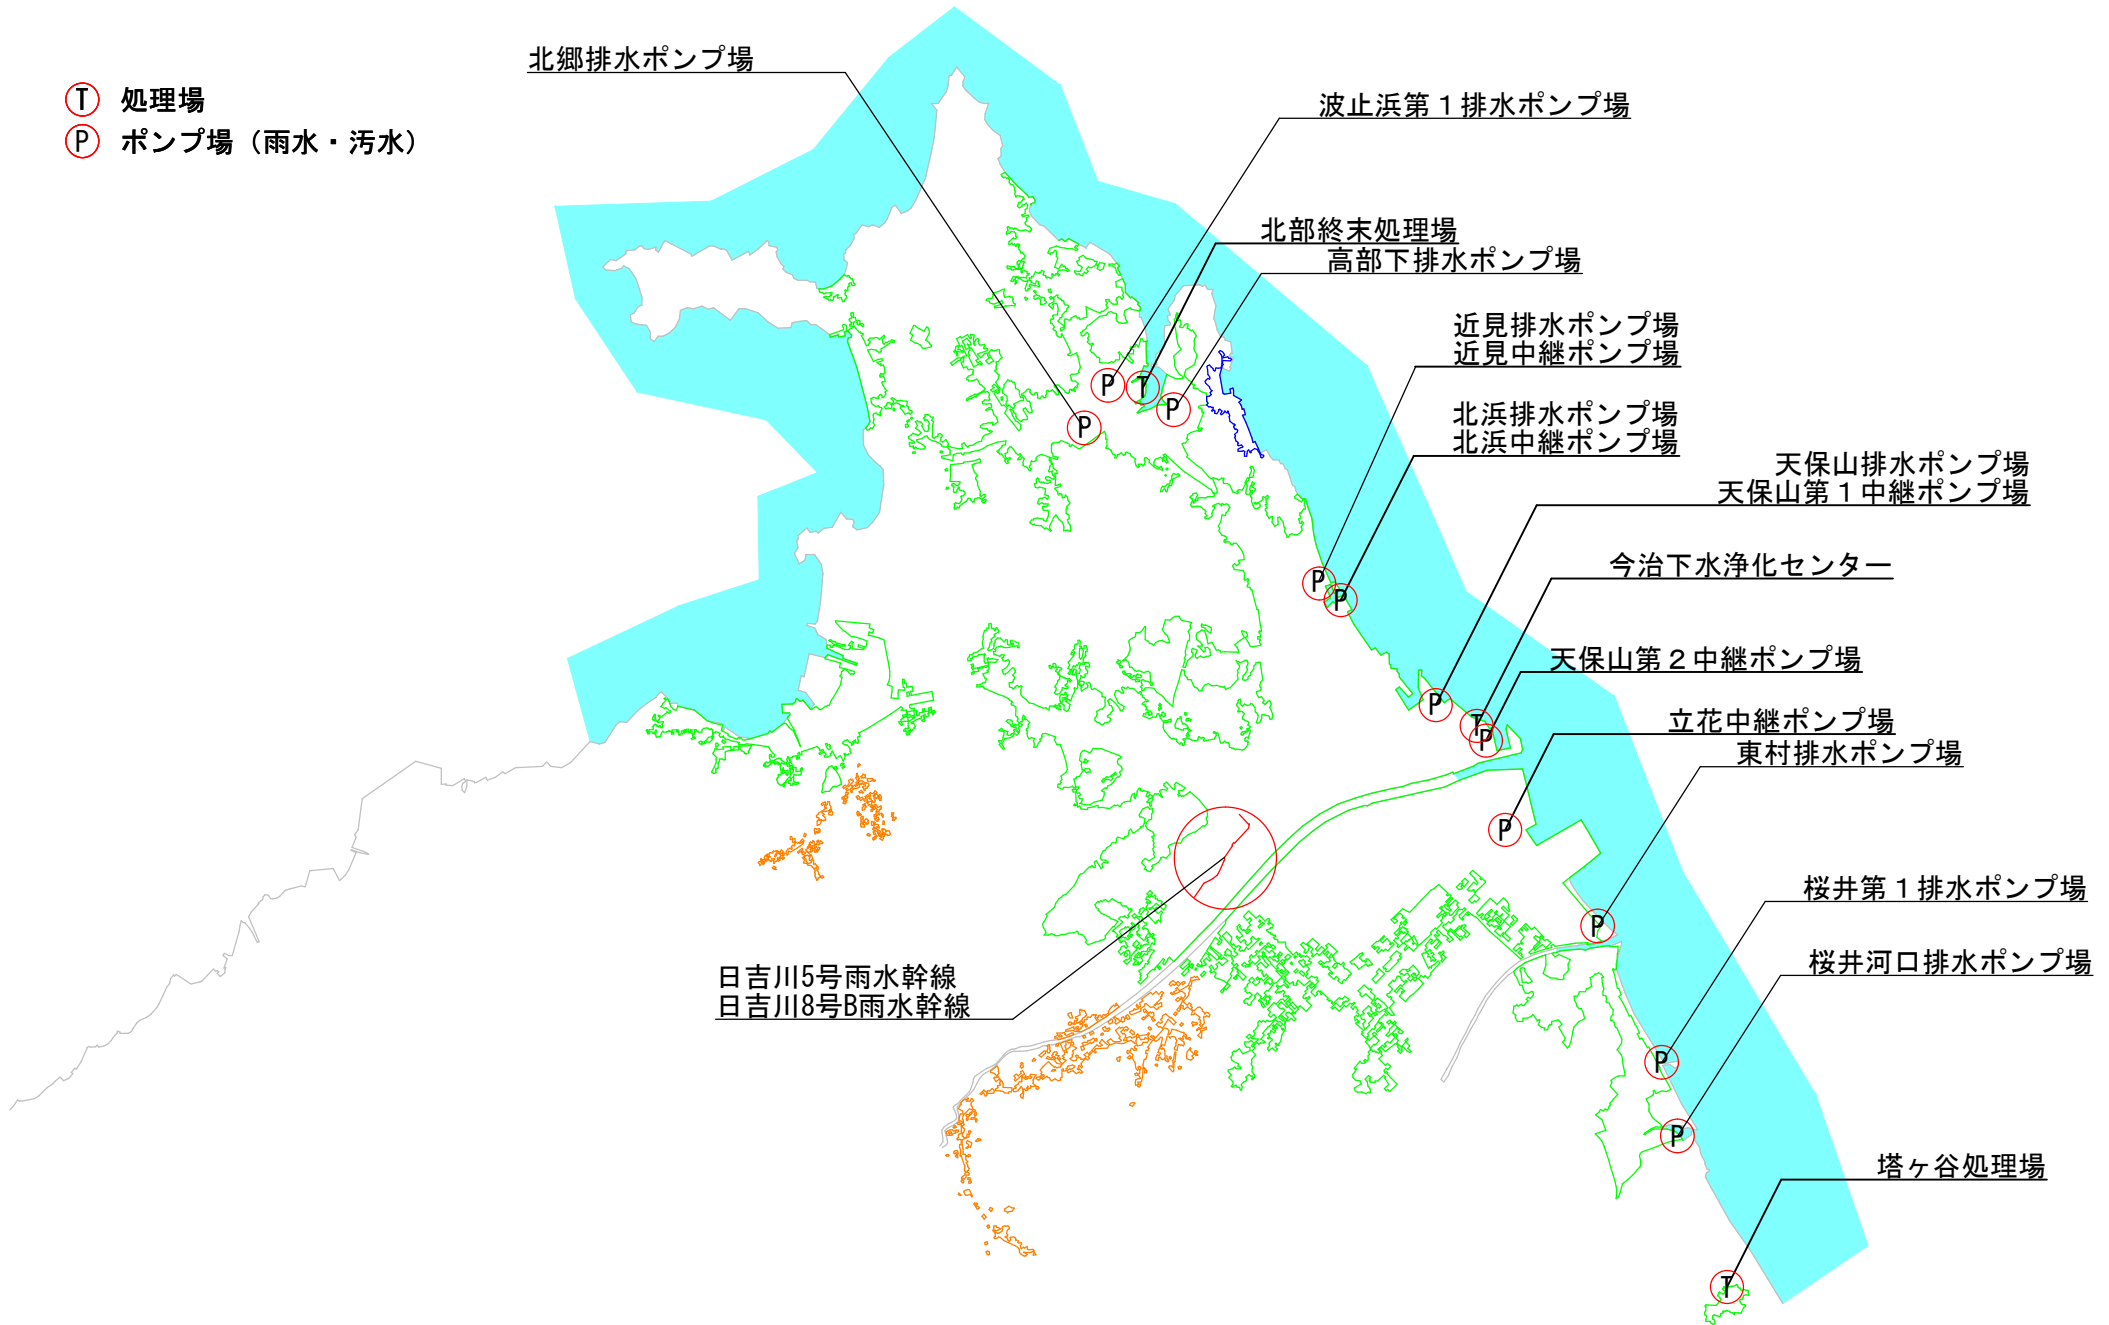 Ⓣ 処理場
Ⓟ ポンプ場（雨水・汚水）
北郷排水ポンプ場
波止浜第１排水ポンプ場
北部終末処理場
高部下排水ポンプ場
近見排水ポンプ場
近見中継ポンプ場
北浜排水ポンプ場
北浜中継ポンプ場
天保山排水ポンプ場
天保山第１中継ポンプ場
今治下水浄化センター
天保山第２中継ポンプ場
立花中継ポンプ場
東村排水ポンプ場
桜井第１排水ポンプ場
桜井河口排水ポンプ場
塔ヶ谷処理場
日吉川5号雨水幹線
日吉川8号B雨水幹線
P
T
P
P
P
P
P
T
P
P
P
P
P
T